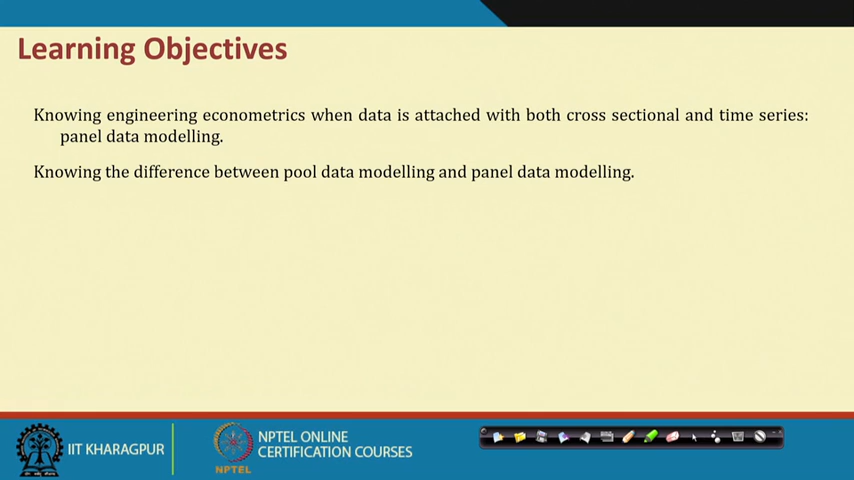 Learning Objectives
Knowing engineering econometrics when data is attached with both cross sectional and time series:
panel data modelling.
Knowing the difference between pool data modelling and panel data modelling.
IIT KHARAGPUR
NPTEL
NPTEL ONLINE
CERTIFICATION COURSES